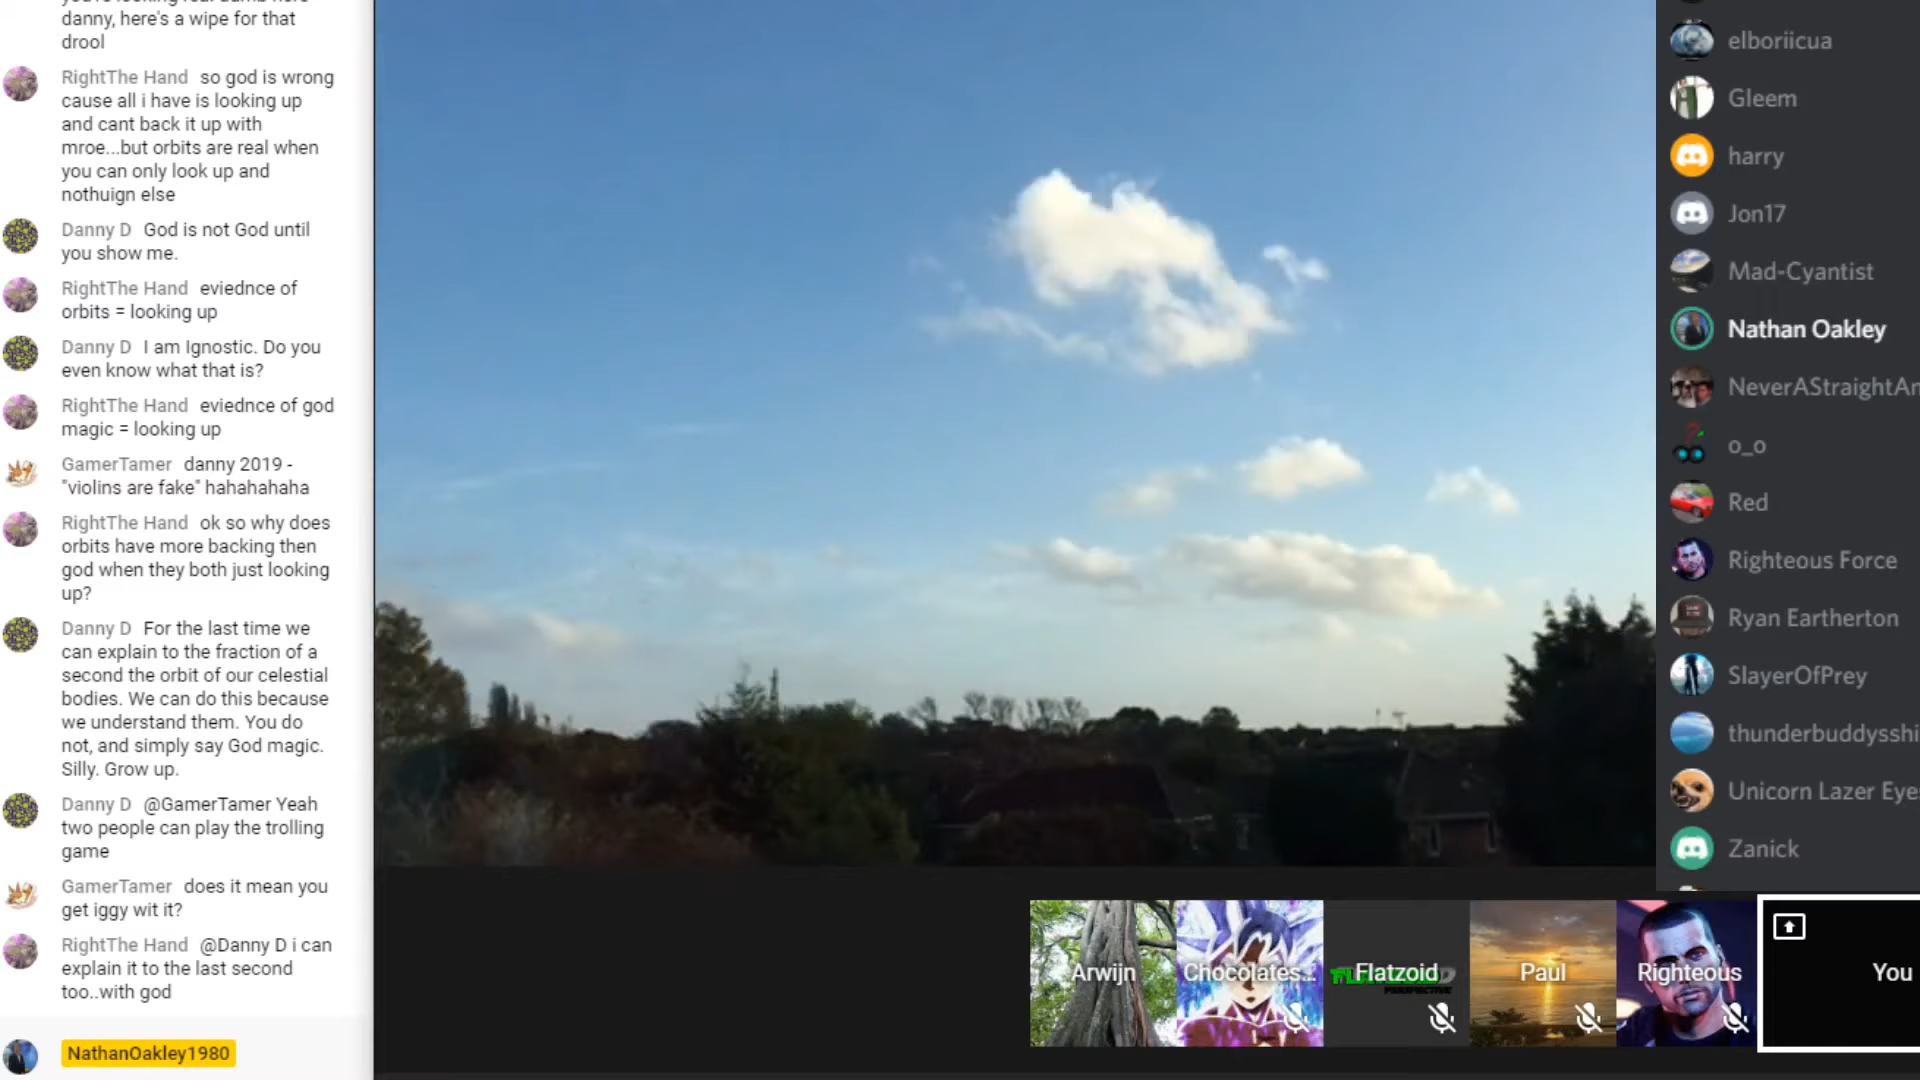 danny, here's a wipe for that
drool
RightThe Hand so god is wrong
cause all i have is looking up
and cant back it up with
mroe...but orbits are real when
you can only look up and
nothuign else
Danny D God is not God until
you show me.
RightThe Hand eviednce of
orbits = looking up
Danny D I am Ignostic. Do you
even know what that is?
RightThe Hand eviednce of god
magic = looking up
GamerTamer danny 2019 -
"violins are fake" hahahahaha
RightThe Hand ok so why does
orbits have more backing then
god when they both just looking
up?
Danny D For the last time we
can explain to the fraction of a
second the orbit of our celestial
bodies. We can do this because
we understand them. You do
not, and simply say God magic.
Silly. Grow up.
Danny D @GamerTamer Yeah
two people can play the trolling
game
GamerTamer does it mean you
get iggy wit it?
RightThe Hand @Danny D i can
explain it to the last second
too..with god
NathanOakley1980
elboriicua
Gleem
harry
Jon17
Mad-Cyantist
Nathan Oakley
NeverAStraightAn
o_o
Red
Righteous Force
Ryan Eartherton
SlayerOfPrey
thunderbuddysshi
Unicorn Lazer Eye
Zanick
Arwijn
Chocolates...
Flatzoid
Paul
Righteous
You